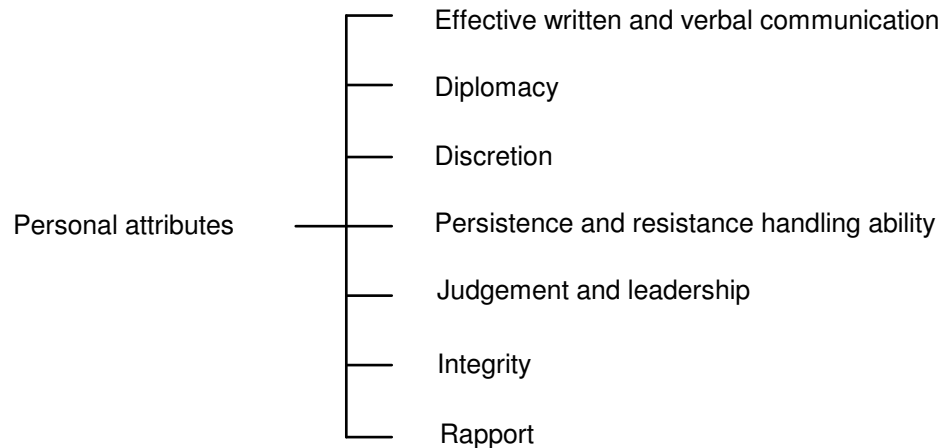 Effective written and verbal communication
Diplomacy
Discretion
Personal attributes
Persistence and resistance handling ability
Judgement and leadership
Integrity
Rapport